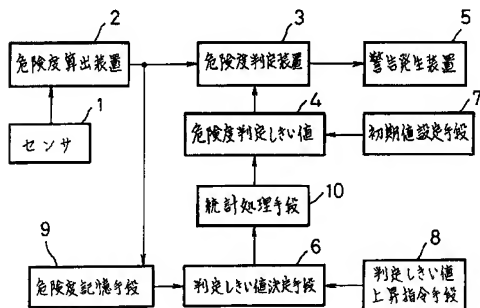 2
危険度算出装置
3
危険度判定装置
5
警告発生装置
1
センサ
4
危険度判定しきい値
7
初期値設定手段
10
統計処理手段
9
危険度記憶手段
6
判定しきい値決定手段
8
判定しきい値
上昇指令手段